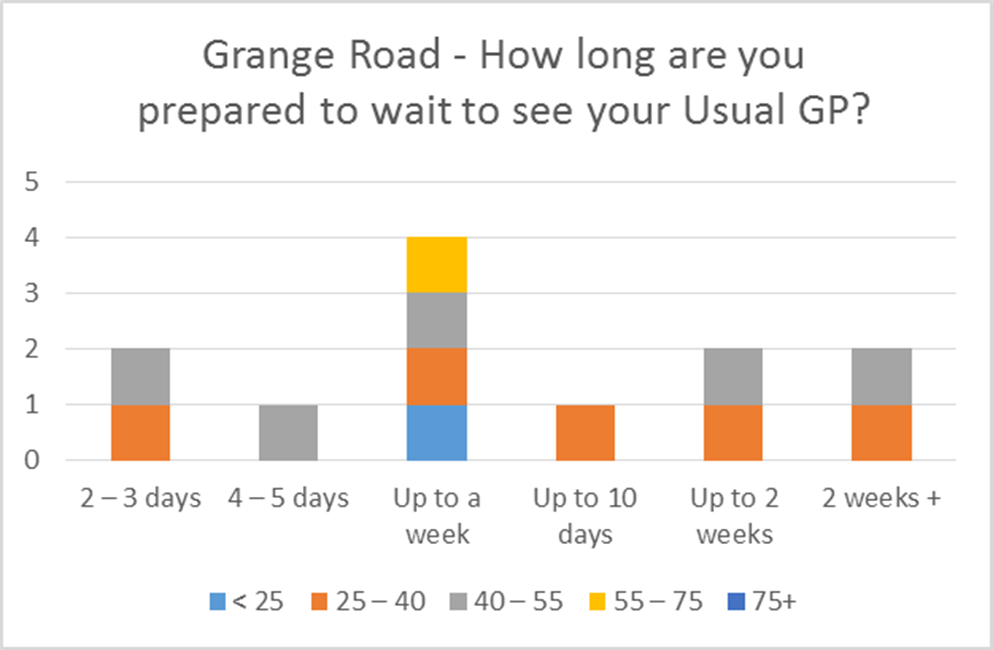 Grange Road - How long are you
prepared to wait to see your Usual GP?
5
4
3
2
1
0
2 – 3 days 4 – 5 days Up to a week Up to 10 days Up to 2 weeks 2 weeks +
< 25 25 – 40 40 – 55 55 – 75 75+